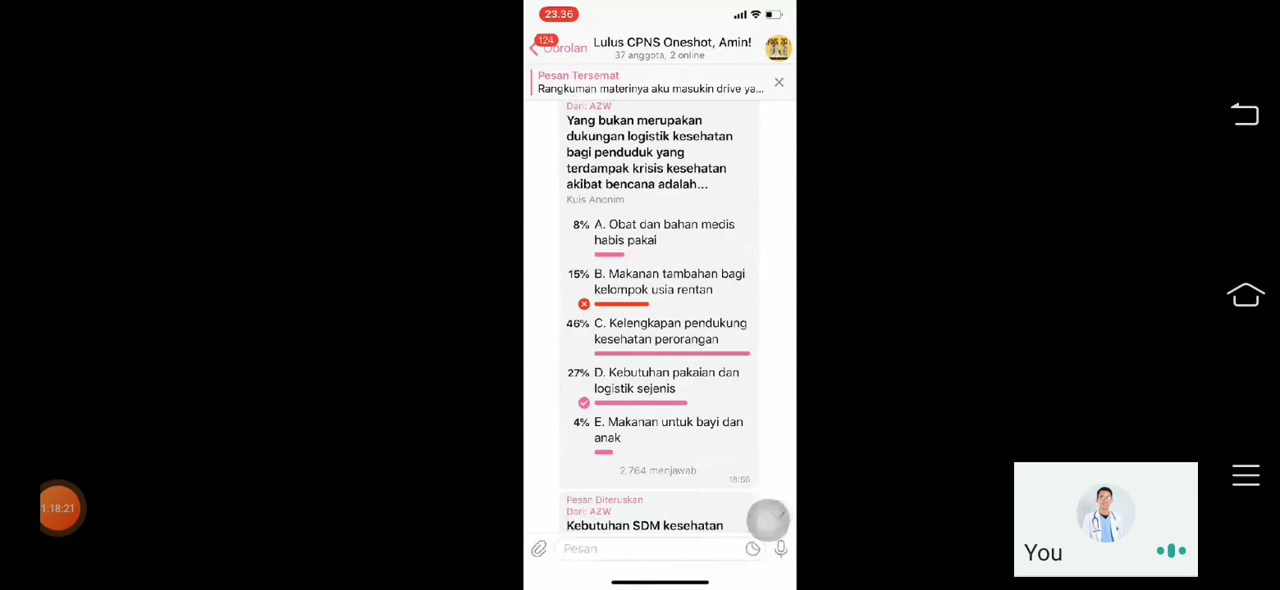 23.36
124
Obrolan
Lulus CPNS Oneshot, Amin!
37 anggota, 2 online
Pesan Tersemat
Rangkuman materinya aku masukin drive ya...
Dari: AZW
Yang bukan merupakan
dukungan logistik kesehatan
bagi penduduk yang
terdampak krisis kesehatan
akibat bencana adalah...
Kuis Anonim
8% A. Obat dan bahan medis
habis pakai
15% B. Makanan tambahan bagi
kelompok usia rentan
46% C. Kelengkapan pendukung
kesehatan perorangan
27% D. Kebutuhan pakaian dan
logistik sejenis
4% E. Makanan untuk bayi dan
anak
2.764 menjawab
18:50
Pesan Diteruskan
Dari: AZW
Kebutuhan SDM kesehatan
Pesan
1:18:21
You